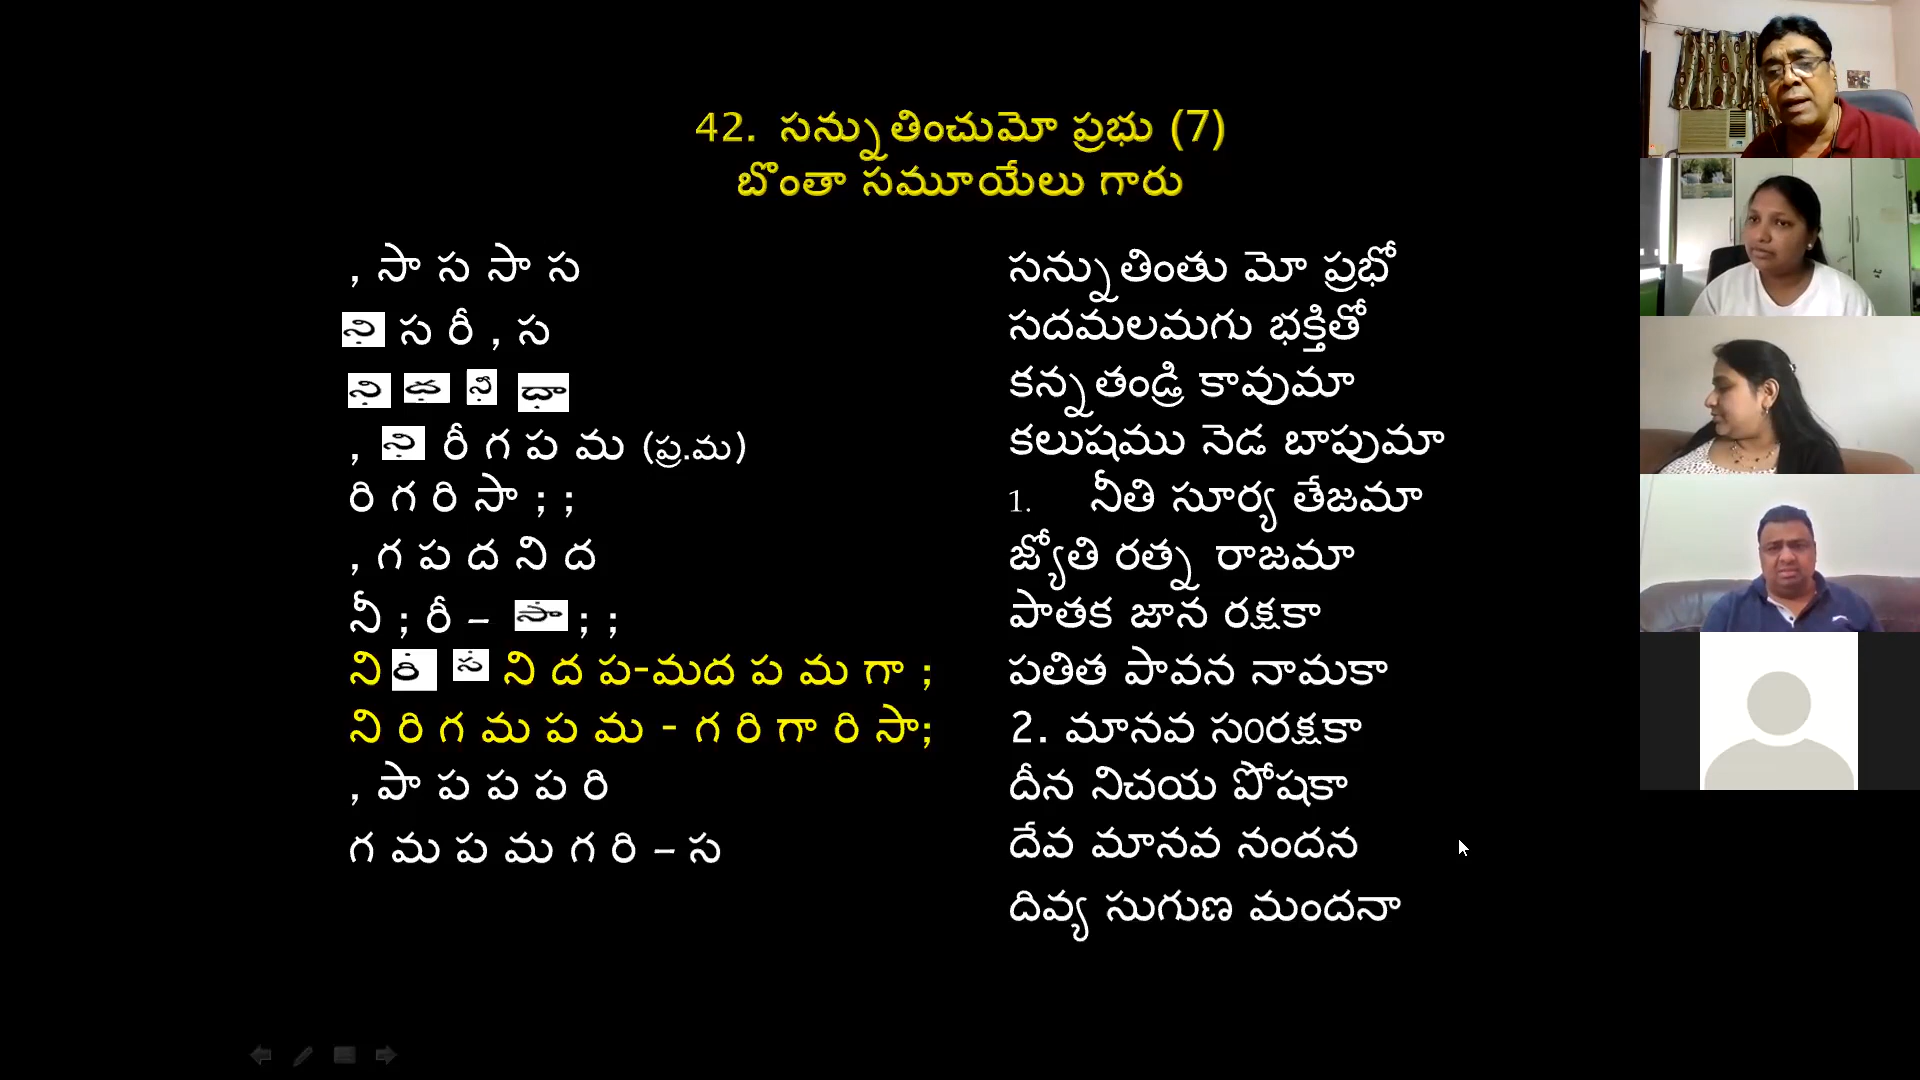 42. సన్నుతించుమో ప్రభు (7)
బొంతా సమూయేలు గారు
, సా స సా స
ని స రీ , స
ని ద ని దా
, ని రీ గ ప మ (ప్ర.మ)
రి గ రి సా ; ;
, గ ప ద ని ద
నీ ; రీ – సా ; ;
ని రి స ని ద ప-మద ప మ గా ;
ని రి గ మ ప మ - గ రి గా రి సా;
, పా ప ప ప రి
గ మ ప మ గ రి – స
సన్నుతింతు మో ప్రభో
సదమలమగు భక్తితో
కన్నతండ్రి కావుమా
కలుషము నెడ బాపుమా
1. నీతి సూర్య తేజమా
జ్యోతి రత్న రాజమా
పాతక జాన రక్షకా
పతిత పావన నామకా
2. మానవ స0రక్షకా
దీన నిచయ పోషకా
దేవ మానవ నందన
దివ్య సుగుణ మందనా